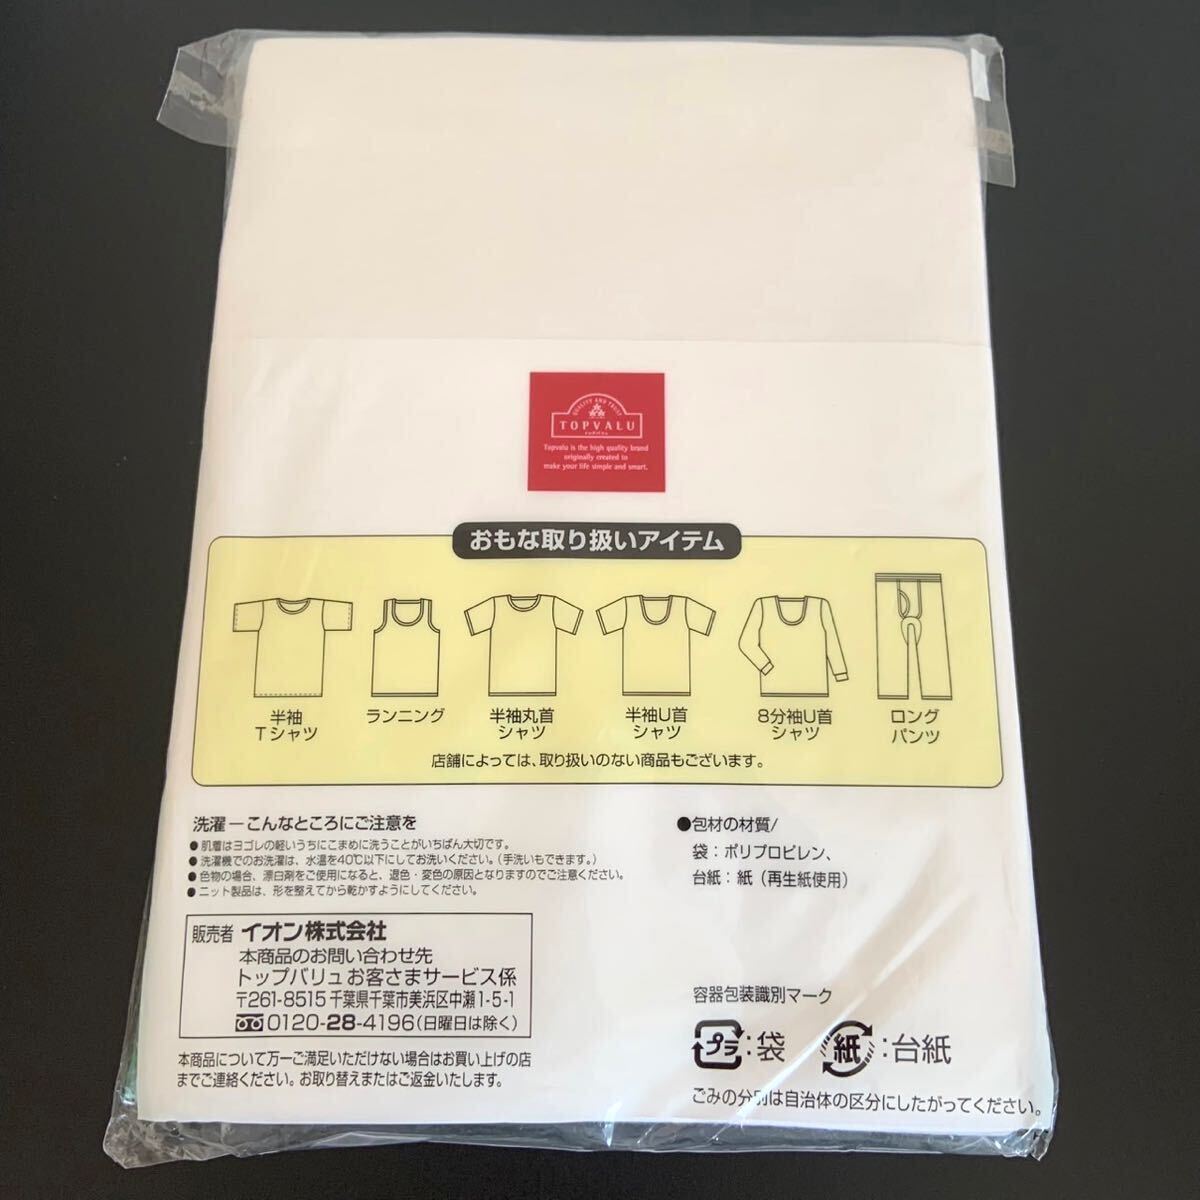 QUALITY AND TRUST
TOPVALU
Topvalu is the high quality brand
originally created to
make your life simple and smart.
おもな取り扱いアイテム
半袖
Tシャツ
ランニング
半袖丸首
シャツ
半袖U首
シャツ
8分袖U首
シャツ
ロング
パンツ
店舗によっては、取り扱いのない商品もございます。
洗濯－こんなところにご注意を
●肌着はヨゴレの軽いうちにこまめに洗うことがいちばん大切です。
●洗濯機でのお洗濯は、水温を40℃以下にしてお洗いください。（手洗いもできます。）
●色物の場合、漂白剤をご使用になると、退色・変色の原因となりますのでご注意ください。
●ニット製品は、形を整えてから乾かすようにしてください。
販売者 イオン株式会社
本商品のお問い合わせ先
トップバリュお客さまサービス係
〒261-8515 千葉県千葉市美浜区中瀬1-5-1
0120-28-4196（日曜日は除く）
本商品について万一ご満足いただけない場合はお買い上げの店
までご連絡ください。お取り替えまたはご返金いたします。
●包材の材質/
袋：ポリプロピレン、
台紙：紙（再生紙使用）
容器包装識別マーク
プラ：袋 紙：台紙
ごみの分別は自治体の区分にしたがってください。